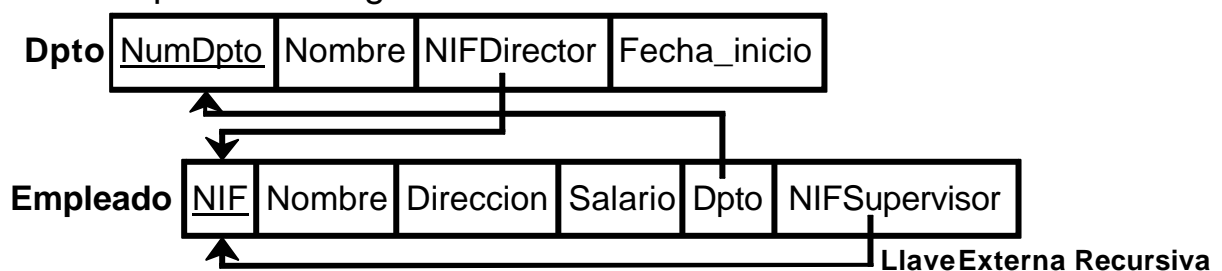 Dpto NumDpto Nombre NIFDirector Fecha_inicio
Empleado NIF Nombre Direccion Salario Dpto NIFSupervisor
LlaveExterna Recursiva